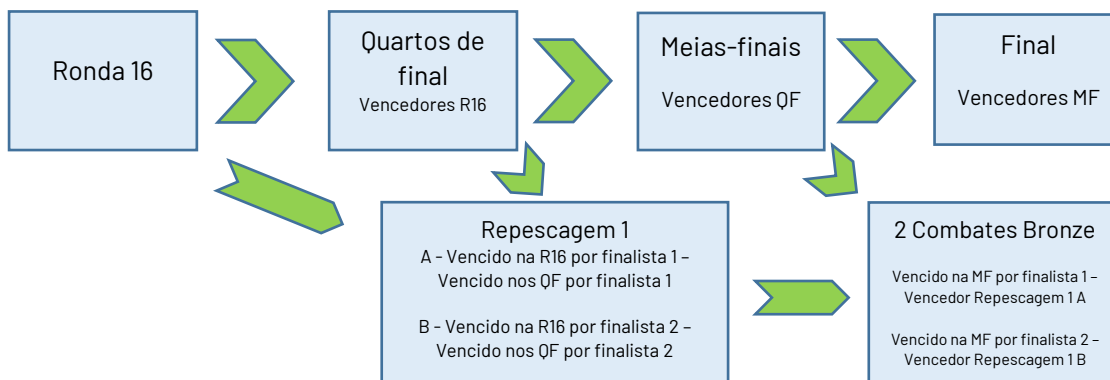 Ronda 16
Quartos de
final
Vencedores R16
Meias-finais
Vencedores QF
Final
Vencedores MF
Repescagem 1
A - Vencido na R16 por finalista 1 –
Vencido nos QF por finalista 1
B - Vencido na R16 por finalista 2 –
Vencido nos QF por finalista 2
2 Combates Bronze
Vencido na MF por finalista 1 –
Vencedor Repescagem 1 A
Vencido na MF por finalista 2 –
Vencedor Repescagem 1 B